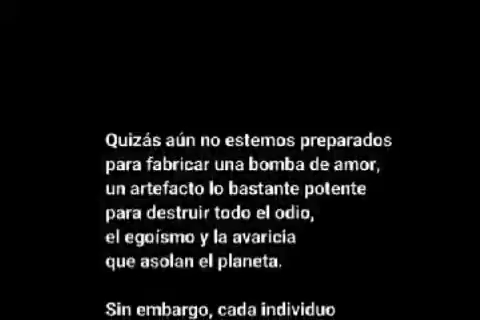 Quizás aún no estemos preparados
para fabricar una bomba de amor,
un artefacto lo bastante potente
para destruir todo el odio,
el egoísmo y la avaricia
que asolan el planeta.
Sin embargo, cada individuo